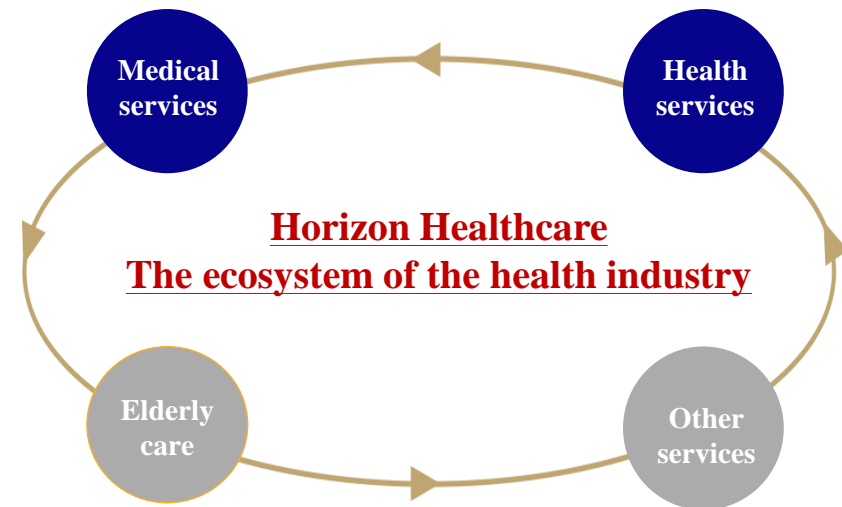 Medical
services
Health
services
Horizon Healthcare
The ecosystem of the health industry
Elderly
care
Other
services